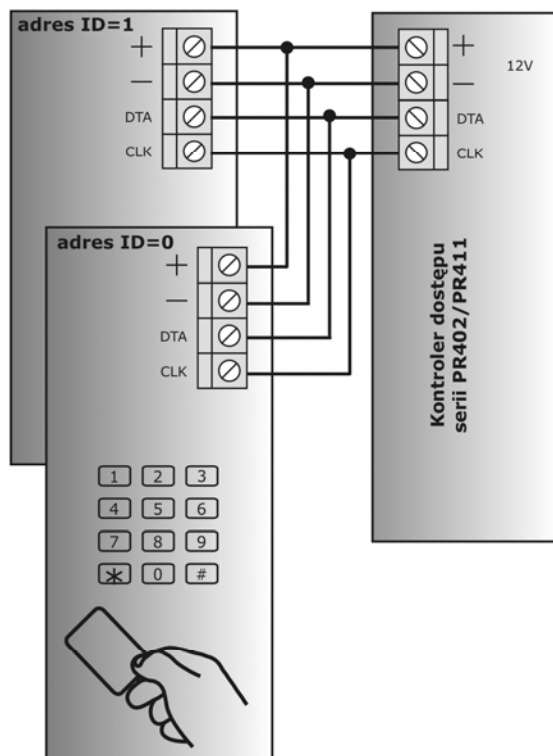 adres ID=1
+
—
DTA
CLK
+
—
DTA
CLK
12V
Kontroler dostępu
serii PR402/PR411
adres ID=0
+
—
DTA
CLK
1 2 3
4 5 6
7 8 9
* 0 #